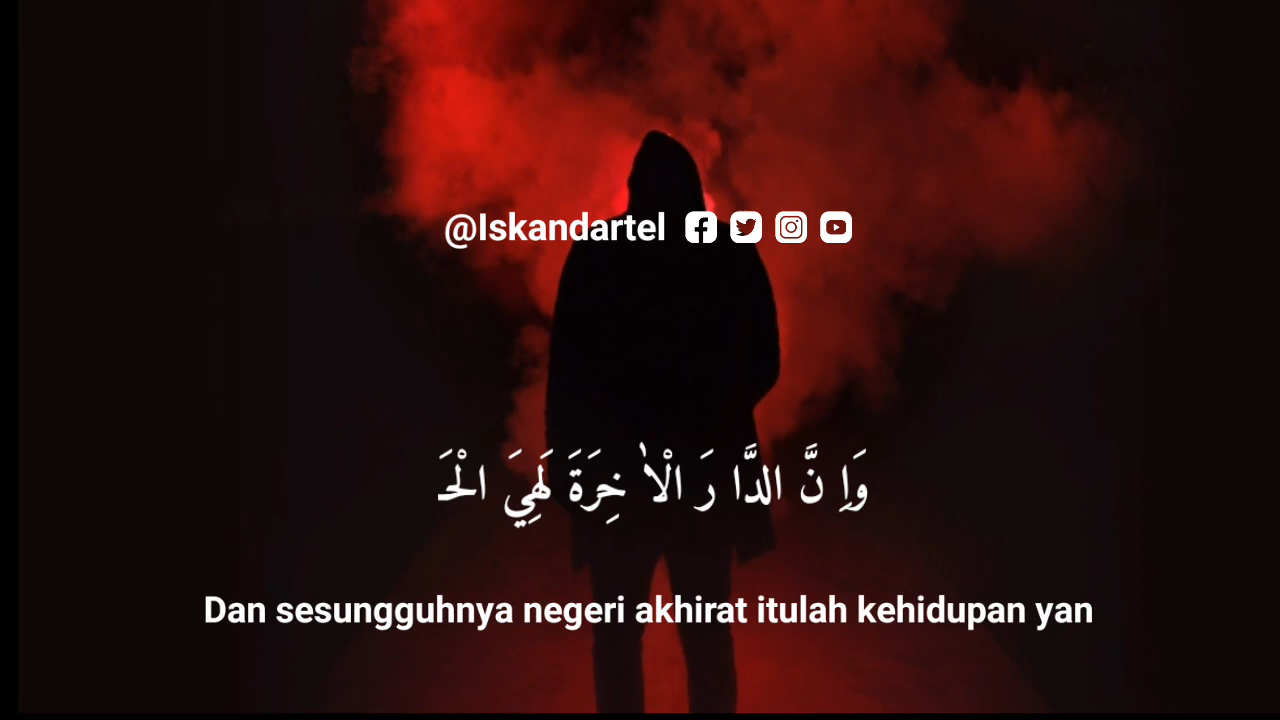 @Iskandartel
وَاِ نَّ الدَّا رَ الْاٰ خِرَةَ لَهِيَ الْحَـ
Dan sesungguhnya negeri akhirat itulah kehidupan yan